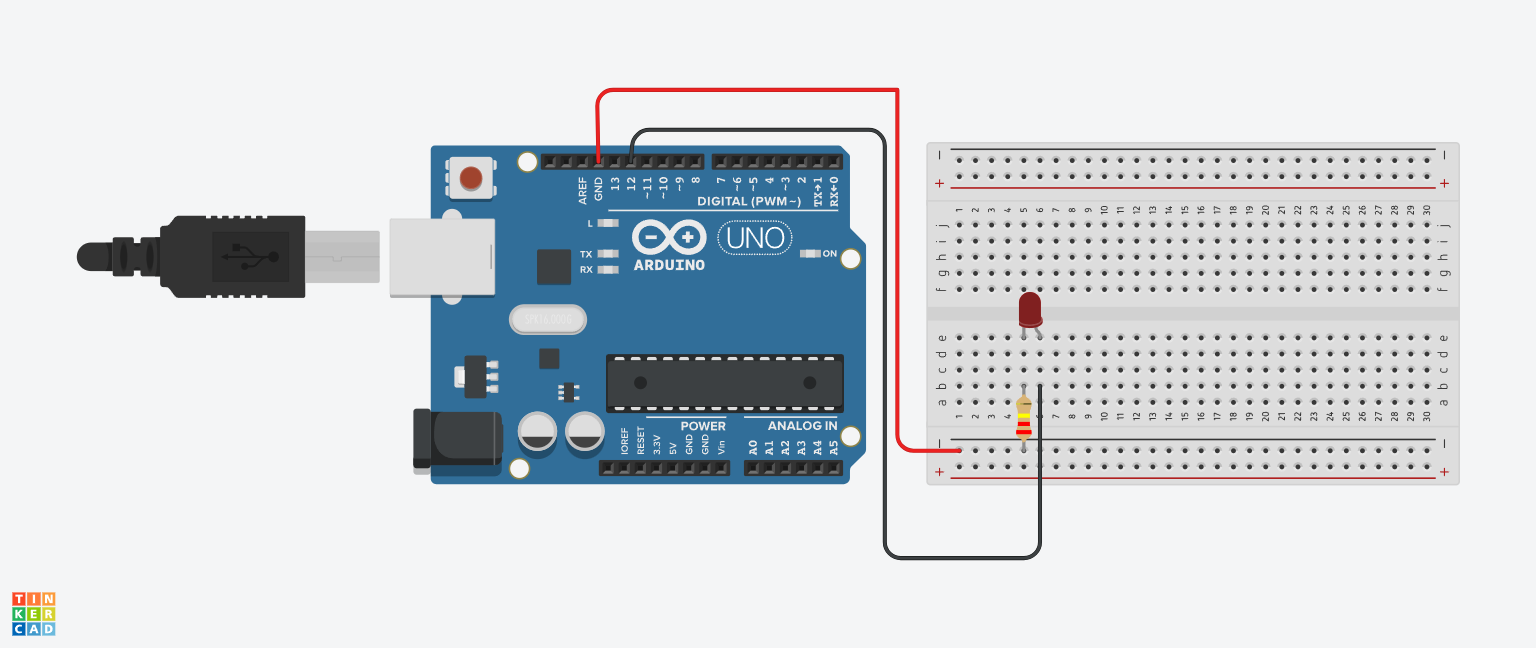 AREF
GND
13
12
~11
~10
~9
8
7
~6
~5
4
~3
2
TX→1
RX←0
DIGITAL (PWM~)
L
TX
RX
ARDUINO
UNO
ON
IOREF
RESET
3.3V
5V
GND
GND
Vin
POWER
ANALOG IN
A0
A1
A2
A3
A4
A5
− −
+ +
1 2 3 4 5 6 7 8 9 10 11 12 13 14 15 16 17 18 19 20 21 22 23 24 25 26 27 28 29 30
j j
i i
h h
g g
f f
e e
d d
c c
b b
a a
1 2 3 4 5 7 8 9 10 11 12 13 14 15 16 17 18 19 20 21 22 23 24 25 26 27 28 29 30
− −
+ +
TIN
KER
CAD